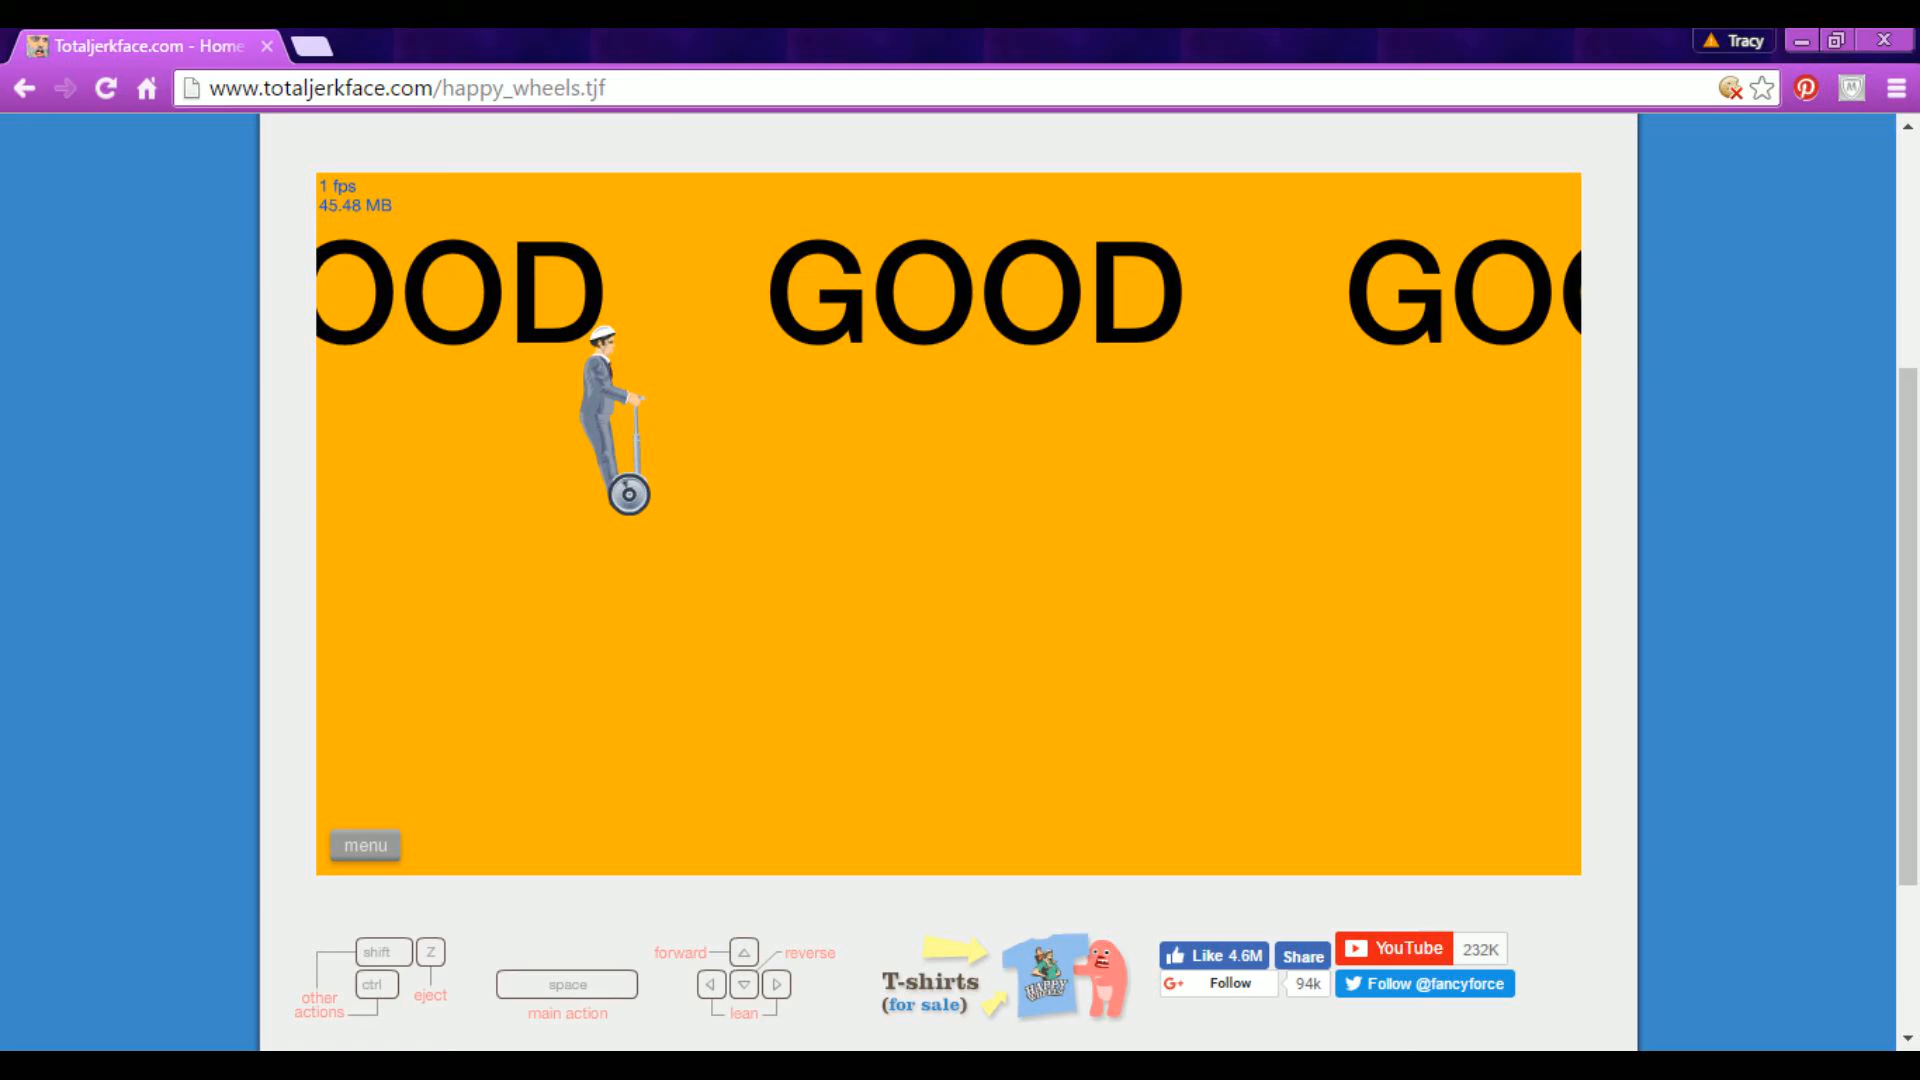 Totaljerkface.com - Home
Tracy
www.totaljerkface.com/happy_wheels.tjf
1 fps
45.48 MB
OOD GOOD GOO
menu
shift Z
ctrl
other
actions
eject
space
main action
forward
reverse
lean
T-shirts
(for sale)
HAPPY
WHEELS
Like 4.6M Share
G+ Follow 94k
YouTube 232K
Follow @fancyforce